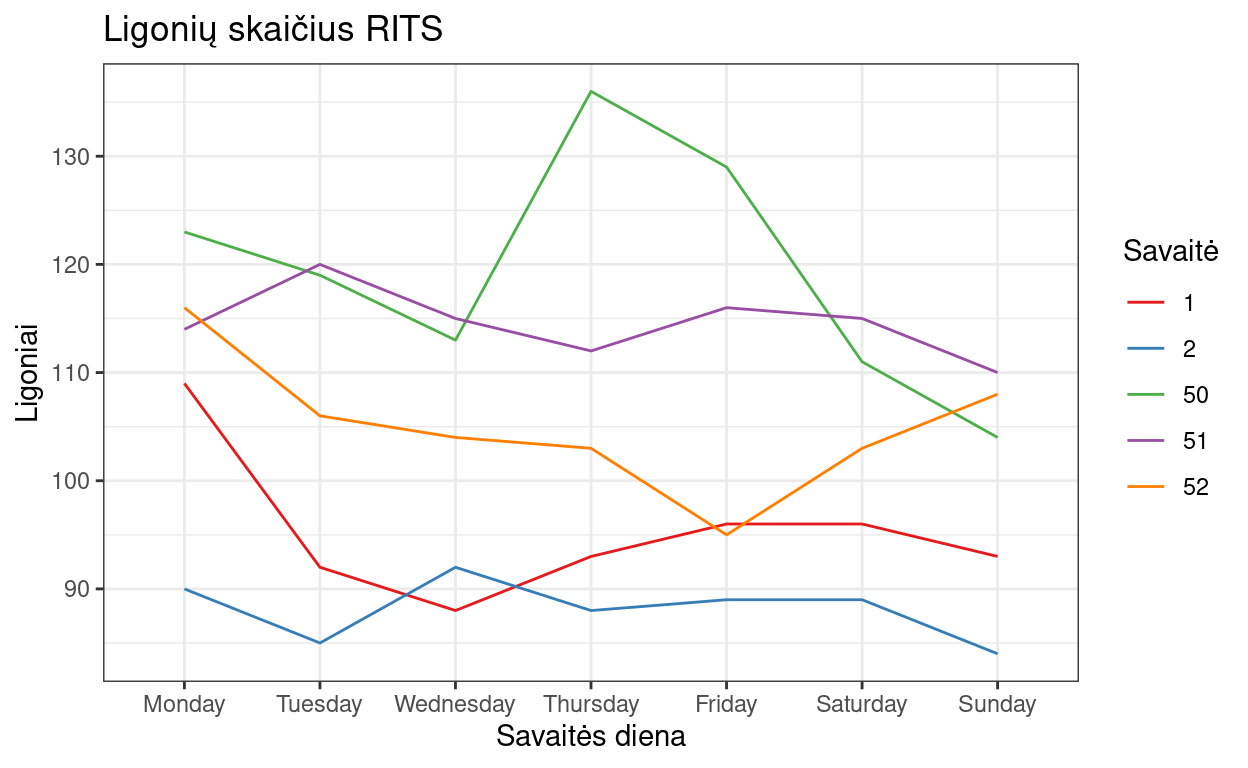 Ligonių skaičius RITS
Ligoniai
130
120
110
100
90
Monday Tuesday Wednesday Thursday Friday Saturday Sunday
Savaitės diena
Savaitė
1
2
50
51
52